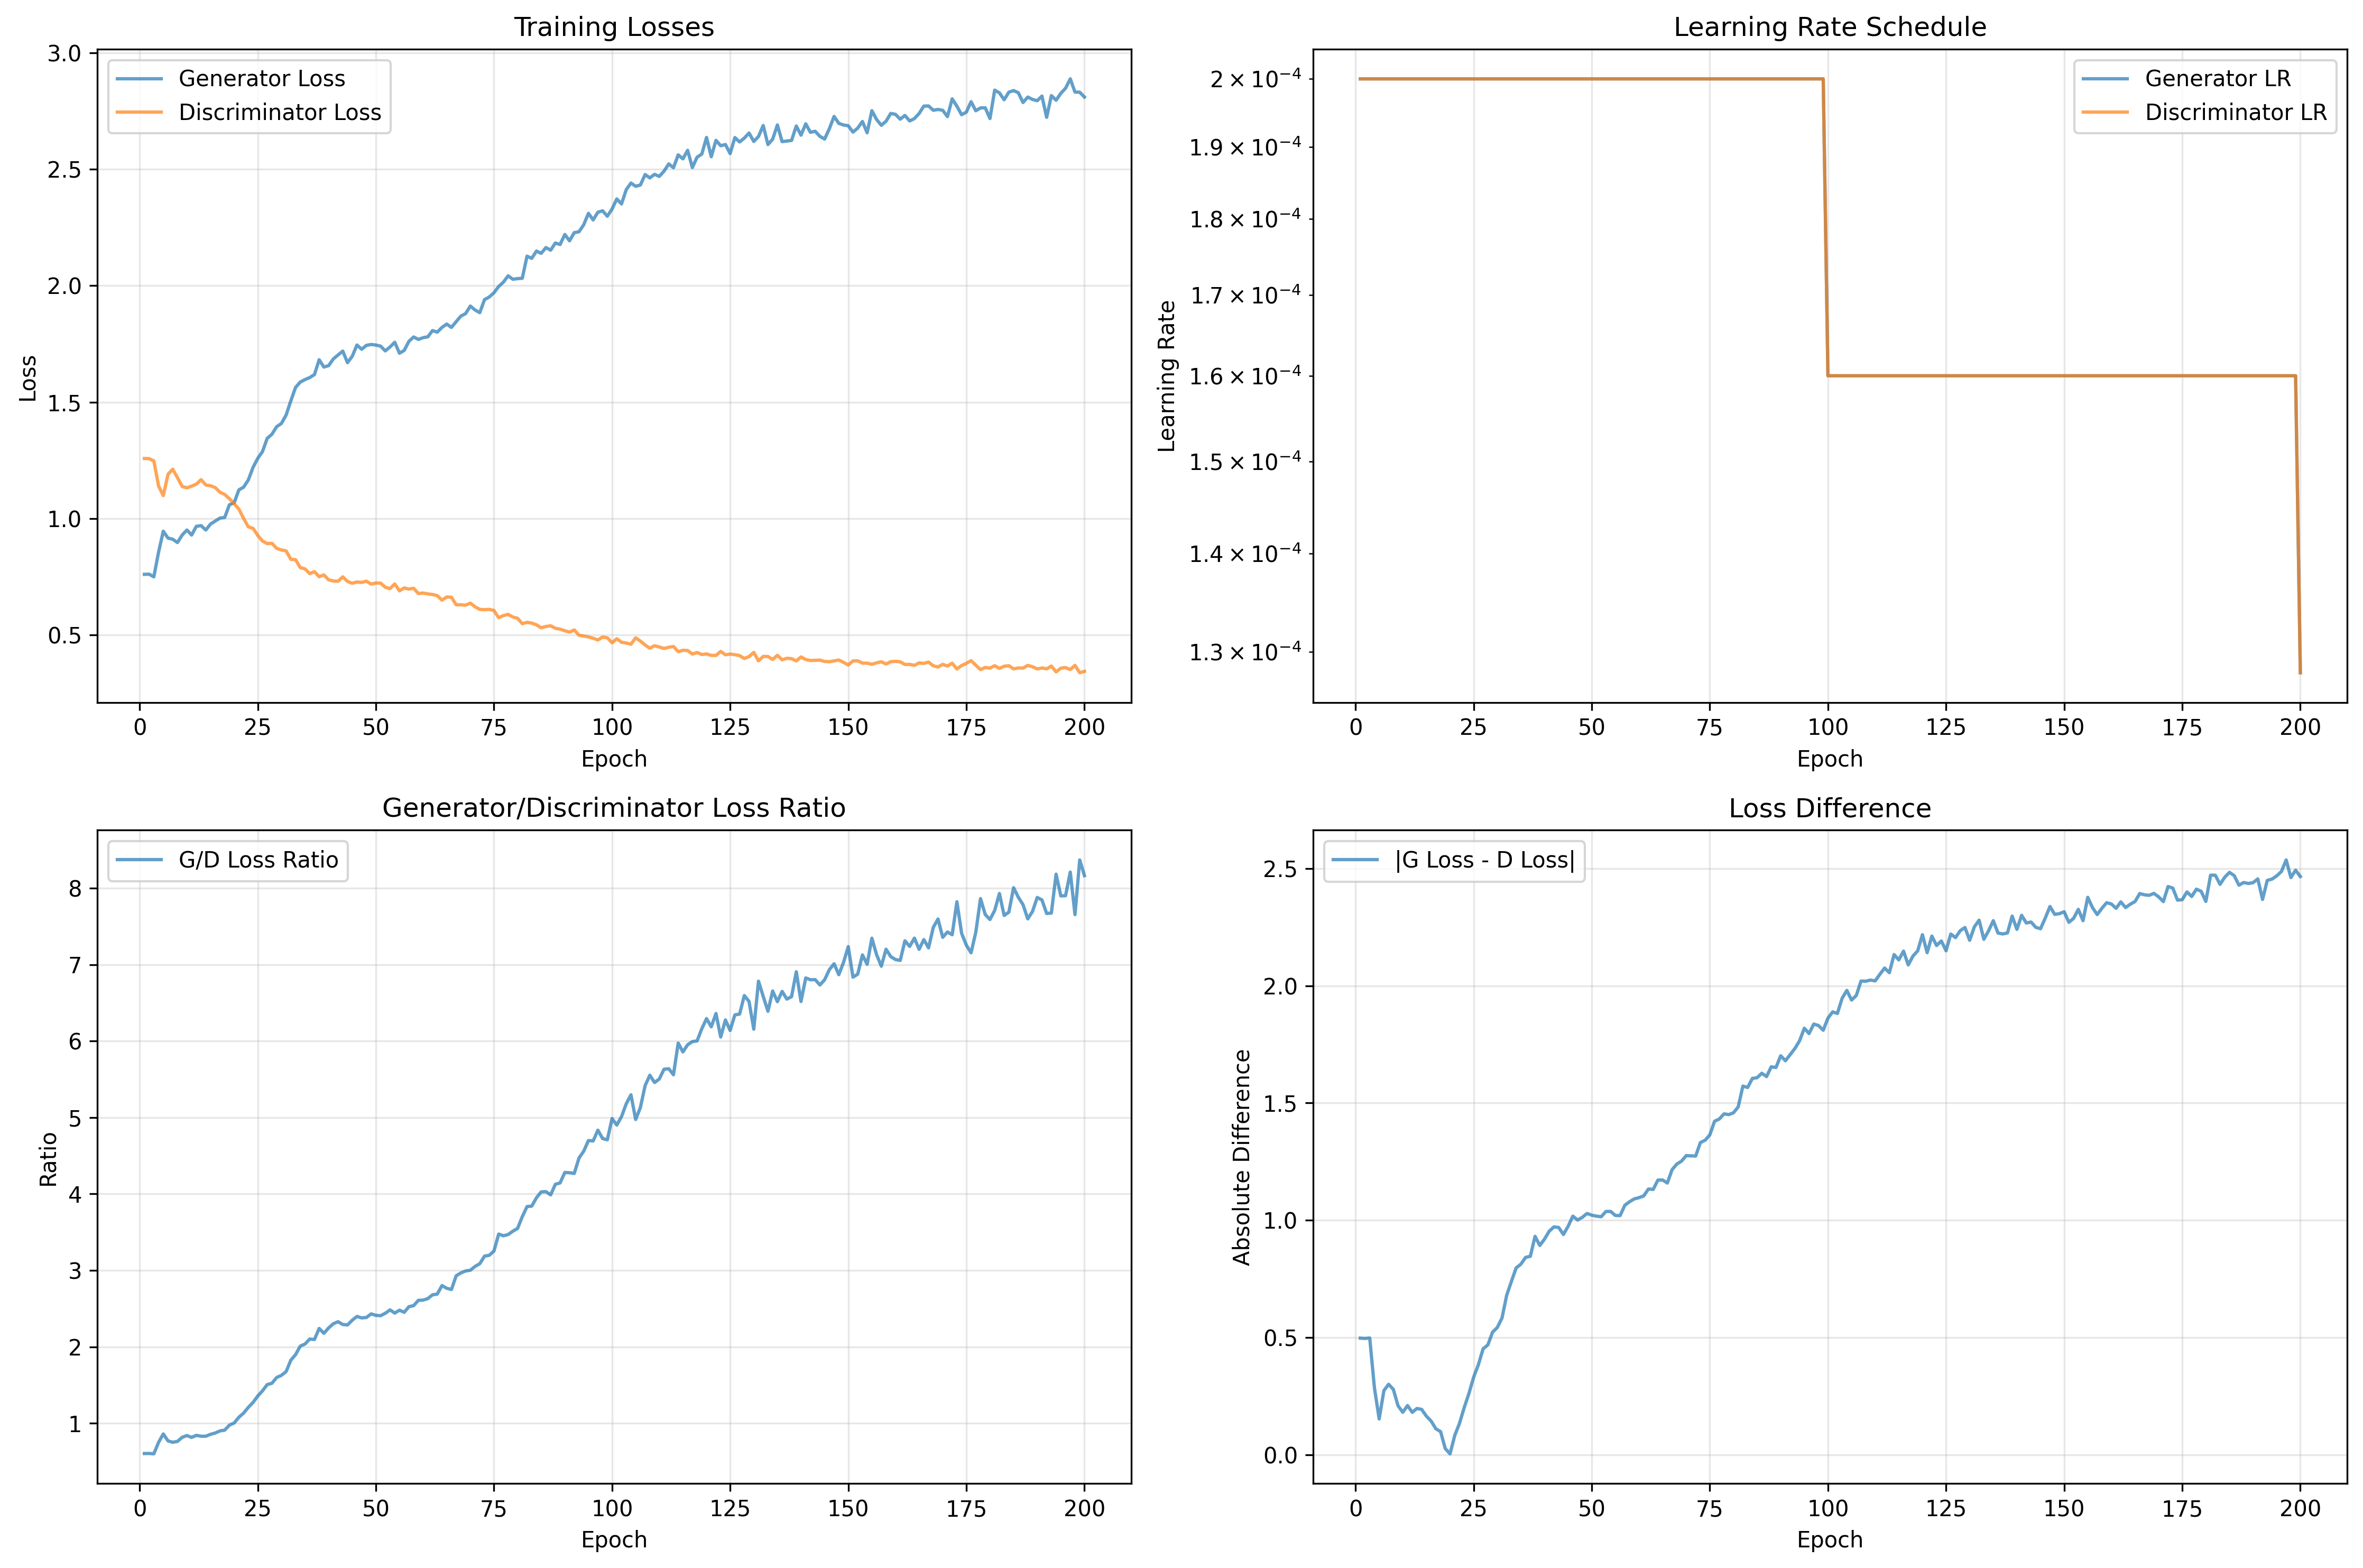 Training Losses
3.0
2.5
2.0
1.5
1.0
0.5
Loss
Generator Loss
Discriminator Loss
0 25 50 75 100 125 150 175 200
Epoch
Learning Rate Schedule
2 × 10⁻⁴
1.9 × 10⁻⁴
1.8 × 10⁻⁴
1.7 × 10⁻⁴
1.6 × 10⁻⁴
1.5 × 10⁻⁴
1.4 × 10⁻⁴
1.3 × 10⁻⁴
Learning Rate
Generator LR
Discriminator LR
0 25 50 75 100 125 150 175 200
Epoch
Generator/Discriminator Loss Ratio
8
7
6
5
4
3
2
1
Ratio
G/D Loss Ratio
0 25 50 75 100 125 150 175 200
Epoch
Loss Difference
2.5
2.0
1.5
1.0
0.5
0.0
Absolute Difference
|G Loss - D Loss|
0 25 50 75 100 125 150 175 200
Epoch